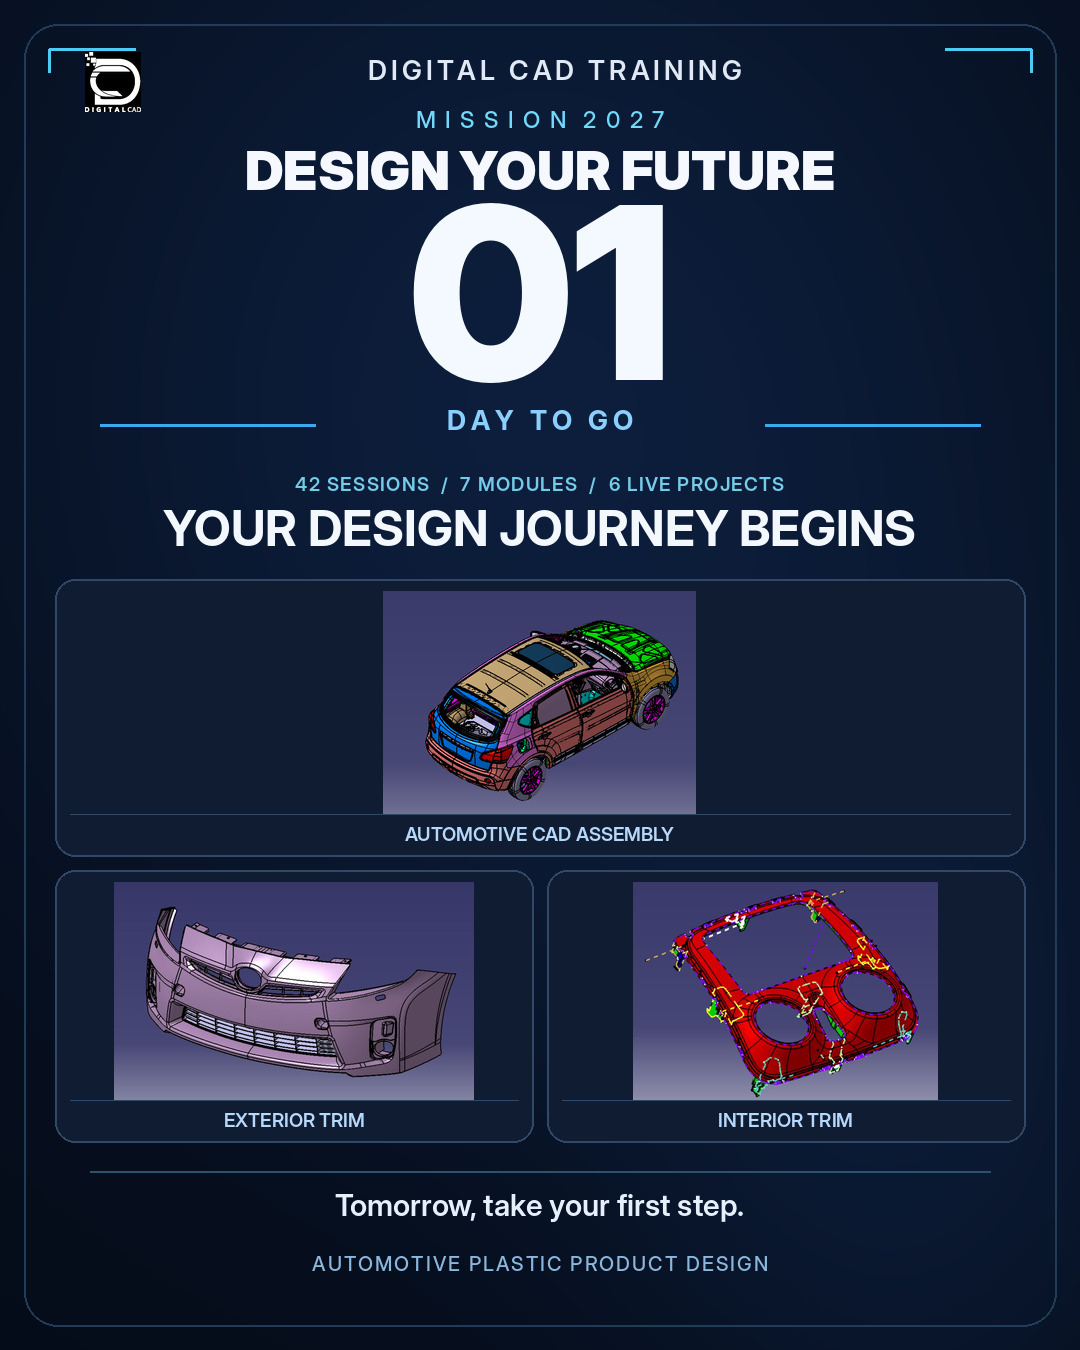 DIGITALCAD
DIGITAL CAD TRAINING
MISSION 2027
DESIGN YOUR FUTURE
01
DAY TO GO
42 SESSIONS / 7 MODULES / 6 LIVE PROJECTS
YOUR DESIGN JOURNEY BEGINS
AUTOMOTIVE CAD ASSEMBLY
EXTERIOR TRIM
INTERIOR TRIM
Tomorrow, take your first step.
AUTOMOTIVE PLASTIC PRODUCT DESIGN